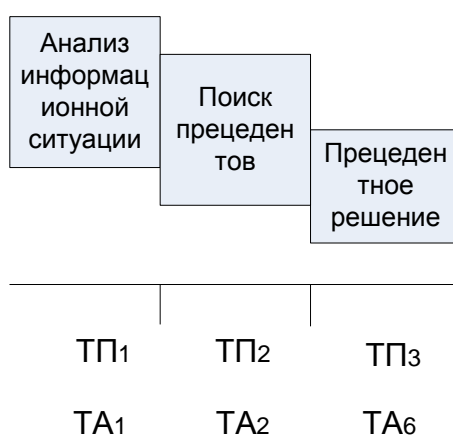 Анализ
информац
ионной
ситуации
Поиск
прецеден
тов
Прецеден
тное
решение
ТП1 ТП2 ТП3
ТА1 ТА2 ТА6